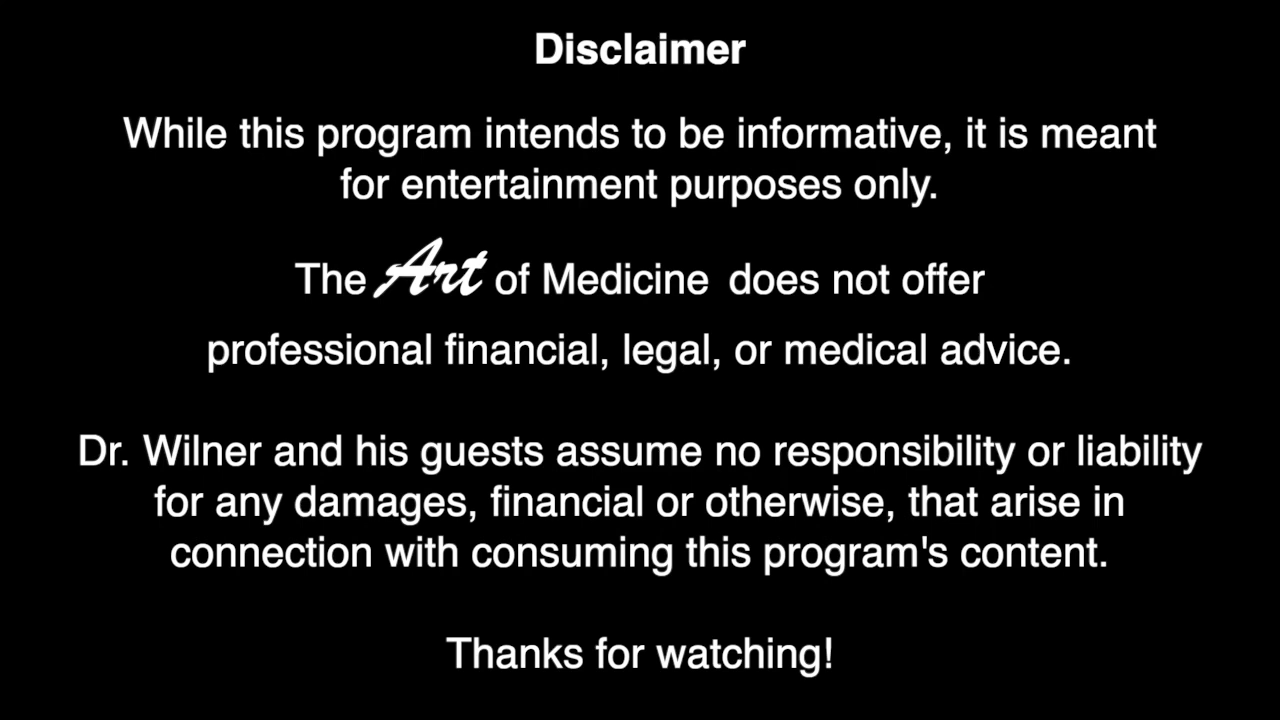 Disclaimer
While this program intends to be informative, it is meant
for entertainment purposes only.
The Art of Medicine does not offer
professional financial, legal, or medical advice.
Dr. Wilner and his guests assume no responsibility or liability
for any damages, financial or otherwise, that arise in
connection with consuming this program's content.
Thanks for watching!